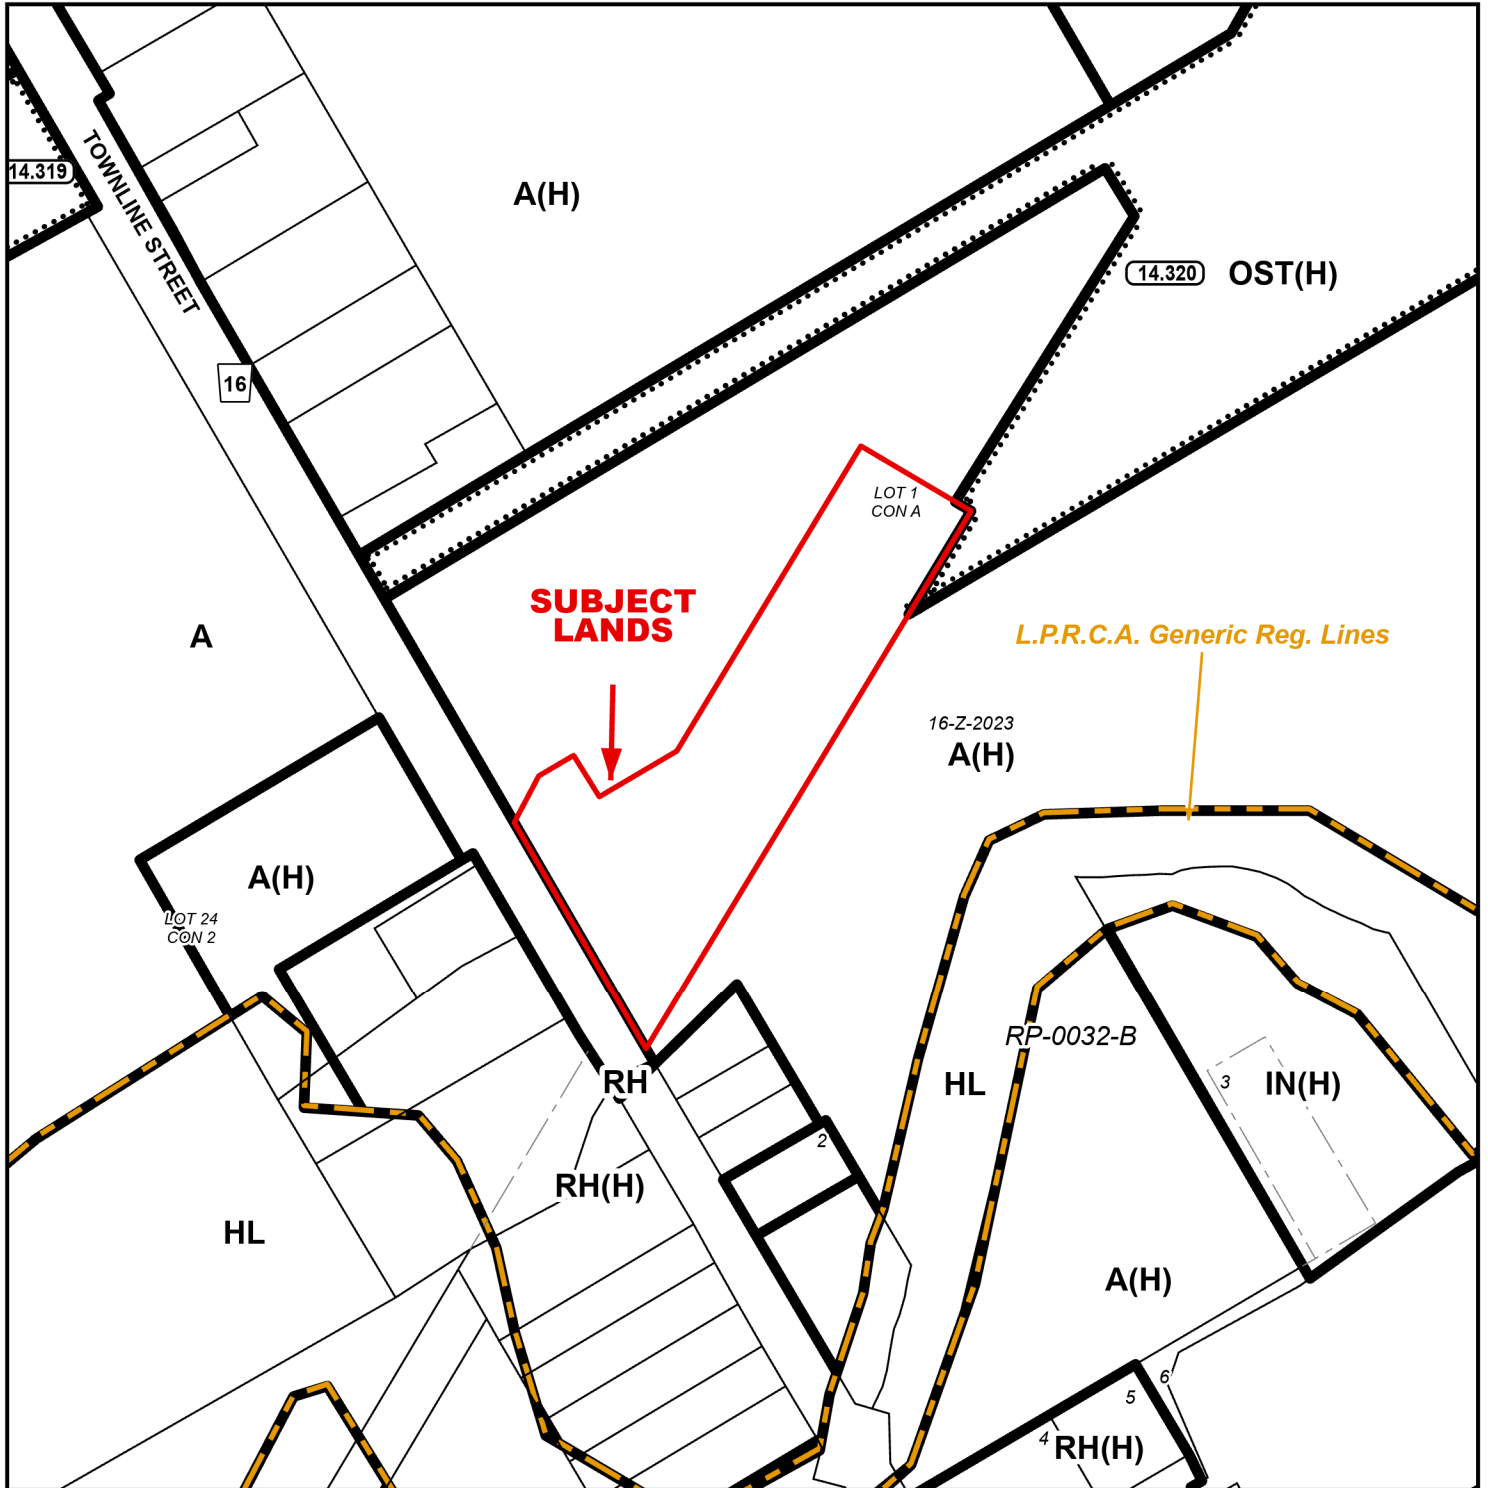 14.319
TOWNLINE STREET
A(H)
14.320
OST(H)
16
LOT 1
CON A
SUBJECT
LANDS
A
L.P.R.C.A. Generic Reg. Lines
16-Z-2023
A(H)
A(H)
LOT 24
CON 2
RP-0032-B
RH
HL
3
IN(H)
2
RH(H)
HL
A(H)
6
5
4
RH(H)